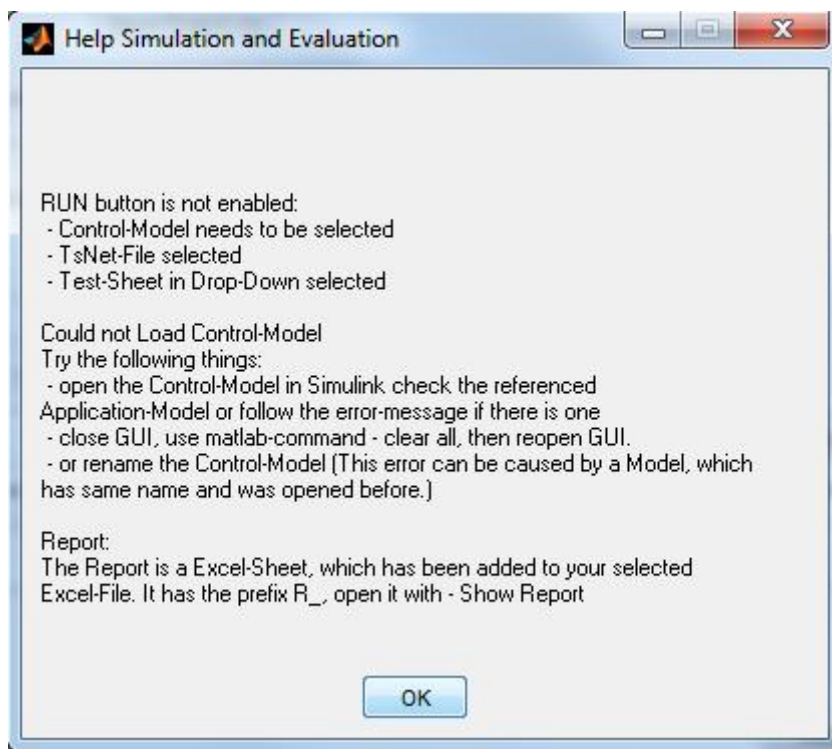 Help Simulation and Evaluation
RUN button is not enabled:
- Control-Model needs to be selected
- TsNet-File selected
- Test-Sheet in Drop-Down selected
Could not Load Control-Model
Try the following things:
- open the Control-Model in Simulink check the referenced
Application-Model or follow the error-message if there is one
- close GUI, use matlab-command - clear all, then reopen GUI.
- or rename the Control-Model (This error can be caused by a Model, which
has same name and was opened before.)
Report:
The Report is a Excel-Sheet, which has been added to your selected
Excel-File. It has the prefix R_, open it with - Show Report
OK